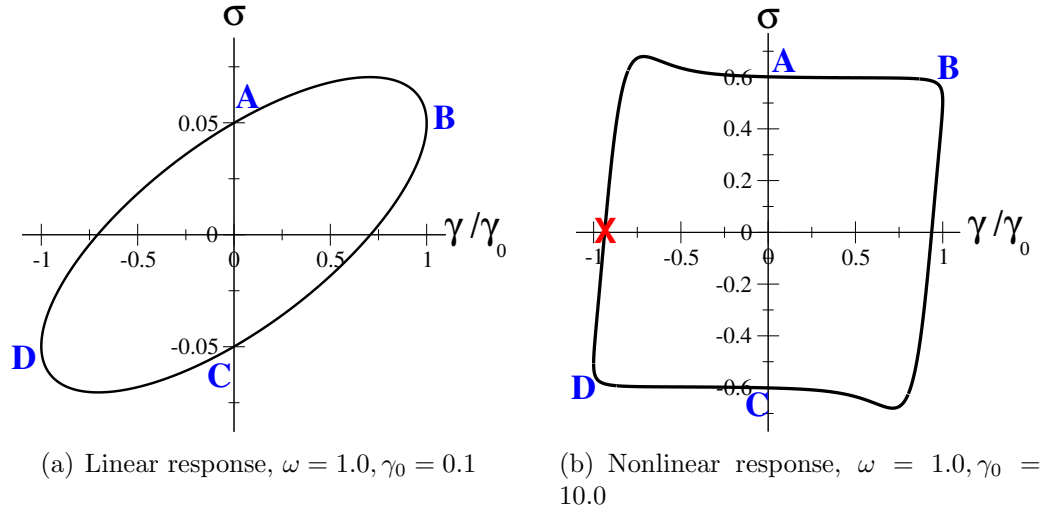 σ
A
0.05
B
0
γ/γ₀
-1
-0.5
0
0.5
1
D
-0.05
C
(a) Linear response, ω = 1.0, γ₀ = 0.1
σ
A
B
0.6
0.4
0.2
X
0
γ/γ₀
-1
-0.5
0
0.5
1
-0.2
-0.4
D
-0.6
C
(b) Nonlinear response, ω = 1.0, γ₀ =
10.0